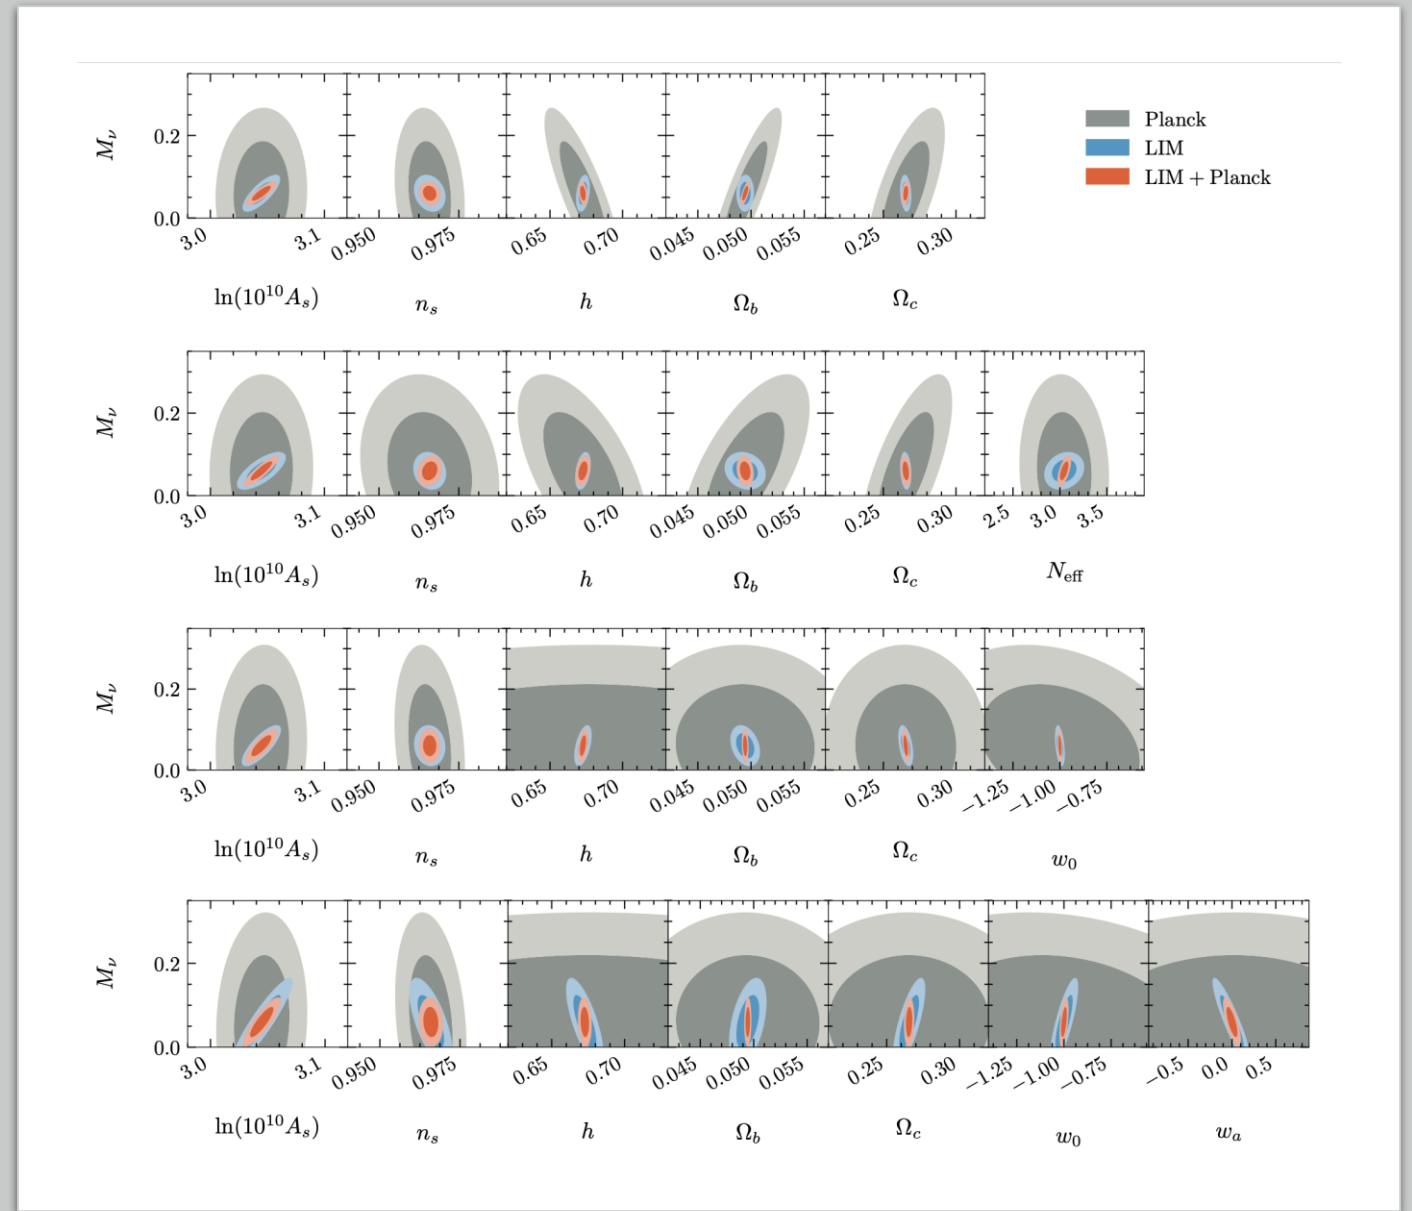 Planck
LIM
LIM + Planck
M_ν
0.2
0.0
3.0 3.1 0.950 0.975 0.65 0.70 0.045 0.050 0.055 0.25 0.30
ln(10^10 A_s) n_s h Ω_b Ω_c
M_ν
0.2
0.0
3.0 3.1 0.950 0.975 0.65 0.70 0.045 0.050 0.055 0.25 0.30 2.5 3.0 3.5
ln(10^10 A_s) n_s h Ω_b Ω_c N_eff
M_ν
0.2
0.0
3.0 3.1 0.950 0.975 0.65 0.70 0.045 0.050 0.055 0.25 0.30 −1.25 −1.00 −0.75
ln(10^10 A_s) n_s h Ω_b Ω_c w_0
M_ν
0.2
0.0
3.0 3.1 0.950 0.975 0.65 0.70 0.045 0.050 0.055 0.25 0.30 −1.25 −1.00 −0.75 −0.5 0.0 0.5
ln(10^10 A_s) n_s h Ω_b Ω_c w_0 w_a